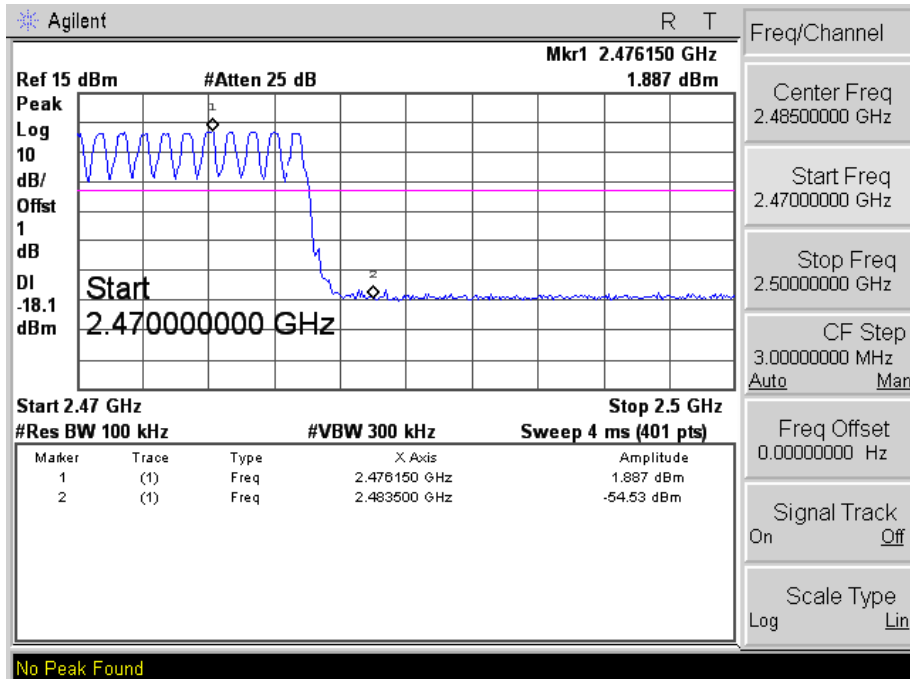 Agilent R T
Mkr1 2.476150 GHz
Ref 15 dBm #Atten 25 dB 1.887 dBm
Peak
Log
10
dB/
Offset
1
dB
DI
-18.1
dBm
1
2
Start
2.470000000 GHz
Start 2.47 GHz Stop 2.5 GHz
#Res BW 100 kHz #VBW 300 kHz Sweep 4 ms (401 pts)
Marker Trace Type X Axis Amplitude
1 (1) Freq 2.476150 GHz 1.887 dBm
2 (1) Freq 2.483500 GHz -54.53 dBm
Freq/Channel
Center Freq
2.48500000 GHz
Start Freq
2.47000000 GHz
Stop Freq
2.50000000 GHz
CF Step
3.00000000 MHz
Auto Man
Freq Offset
0.00000000 Hz
Signal Track
On Off
Scale Type
Log Lin
No Peak Found